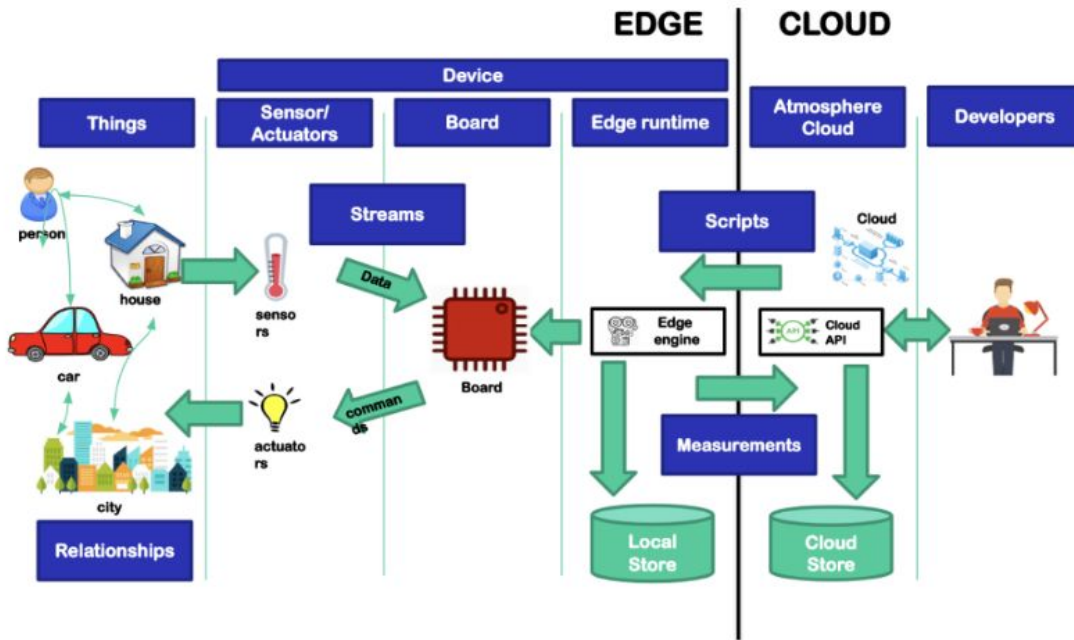 EDGE
CLOUD
Device
Things
Sensor/
Actuators
Board
Edge runtime
Atmosphere
Cloud
Developers
Streams
Scripts
person
house
car
city
Relationships
senso
rs
Data
Board
comman
ds
actuato
rs
Edge
engine
Cloud
API
Cloud
API
Measurements
Local
Store
Cloud
Store